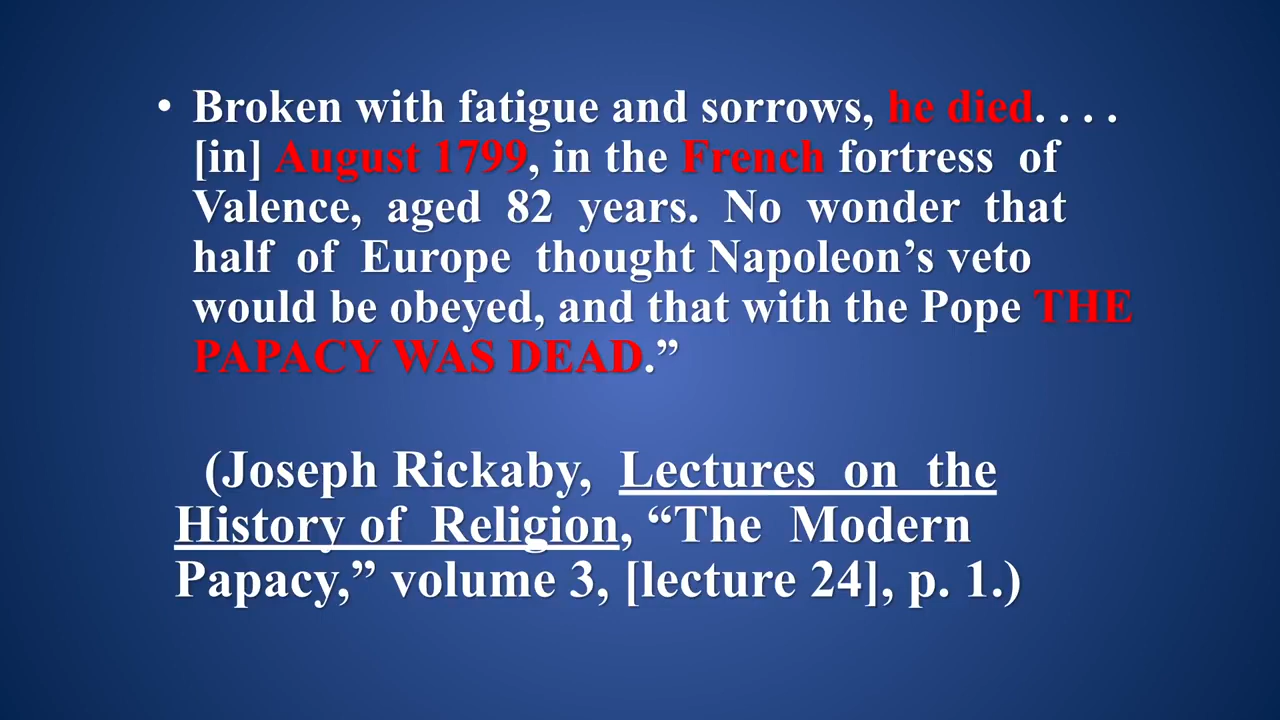 • Broken with fatigue and sorrows, he died. . . .
[in] August 1799, in the French fortress of
Valence, aged 82 years. No wonder that
half of Europe thought Napoleon’s veto
would be obeyed, and that with the Pope THE
PAPACY WAS DEAD.”
(Joseph Rickaby, Lectures on the
History of Religion, “The Modern
Papacy,” volume 3, [lecture 24], p. 1.)